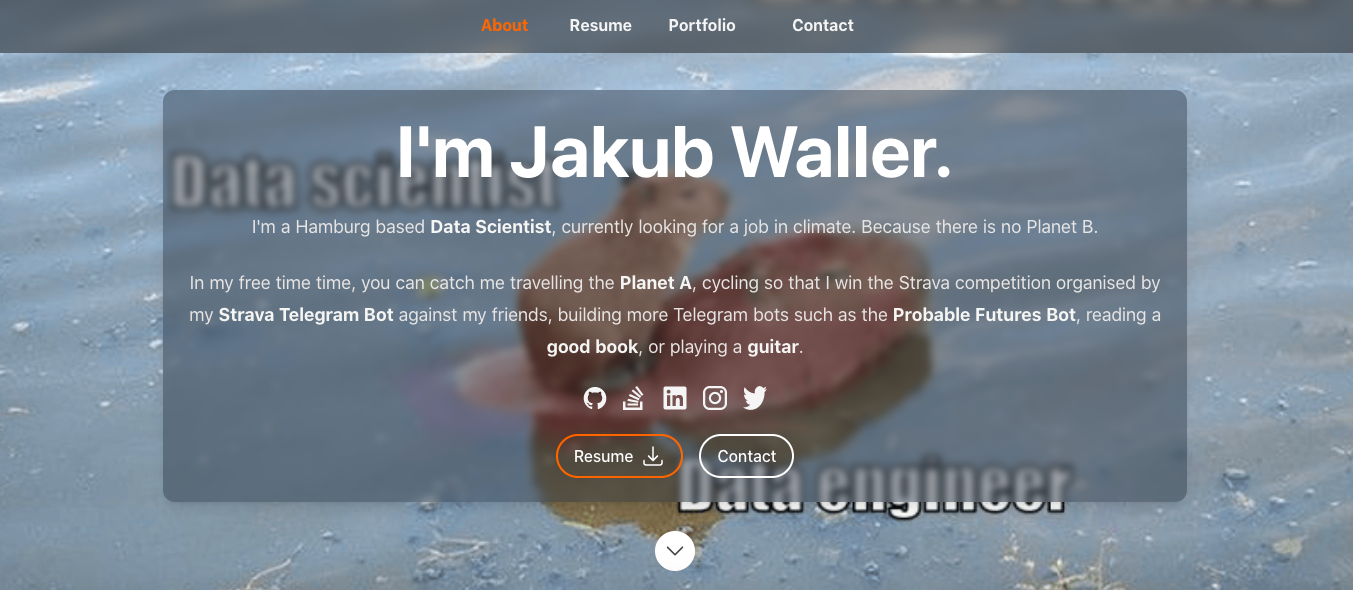 About Resume Portfolio Contact
I'm Jakub Waller.
Data scientist
I'm a Hamburg based Data Scientist, currently looking for a job in climate. Because there is no Planet B.
In my free time time, you can catch me travelling the Planet A, cycling so that I win the Strava competition organised by
my Strava Telegram Bot against my friends, building more Telegram bots such as the Probable Futures Bot, reading a
good book, or playing a guitar.
in
Resume Contact
Data engineer